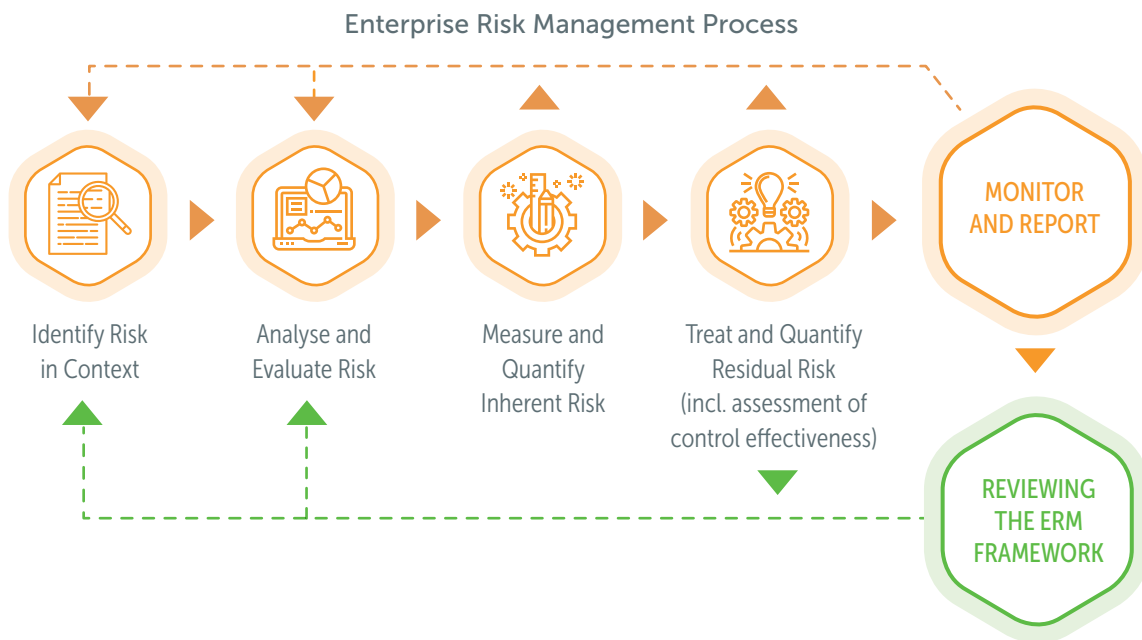 Enterprise Risk Management Process
MONITOR
AND REPORT
Identify Risk
in Context
Analyse and
Evaluate Risk
Measure and
Quantify
Inherent Risk
Treat and Quantify
Residual Risk
(incl. assessment of
control effectiveness)
REVIEWING
THE ERM
FRAMEWORK